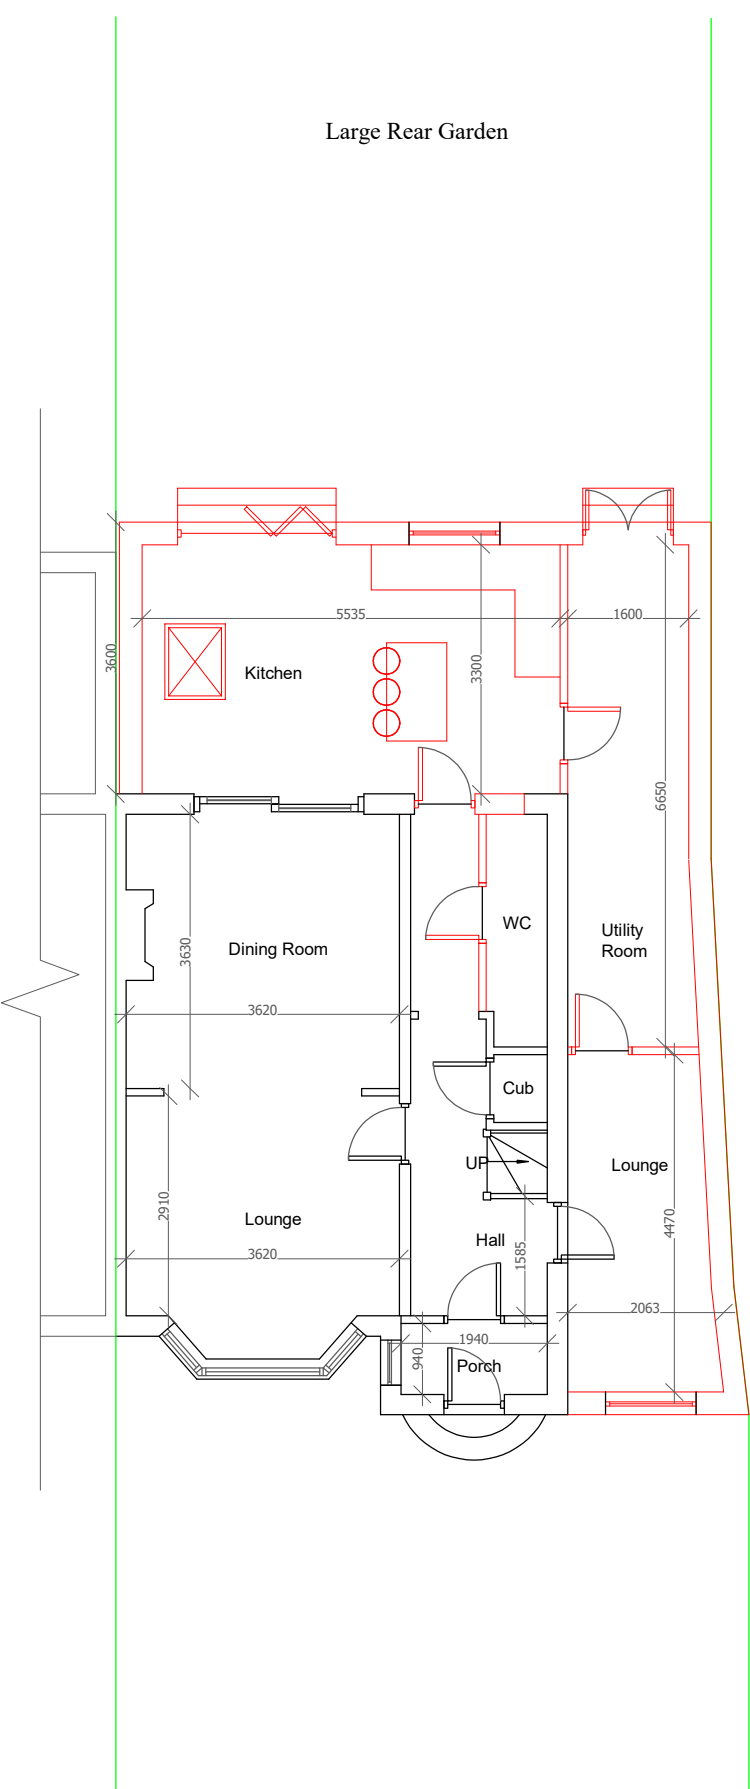 Large Rear Garden
5535
1600
3600
3300
Kitchen
6650
WC
Utility
Room
3630
Dining Room
3620
Cub
UP
Lounge
2910
Lounge
4470
Hall
1585
3620
2063
1940
940
Porch